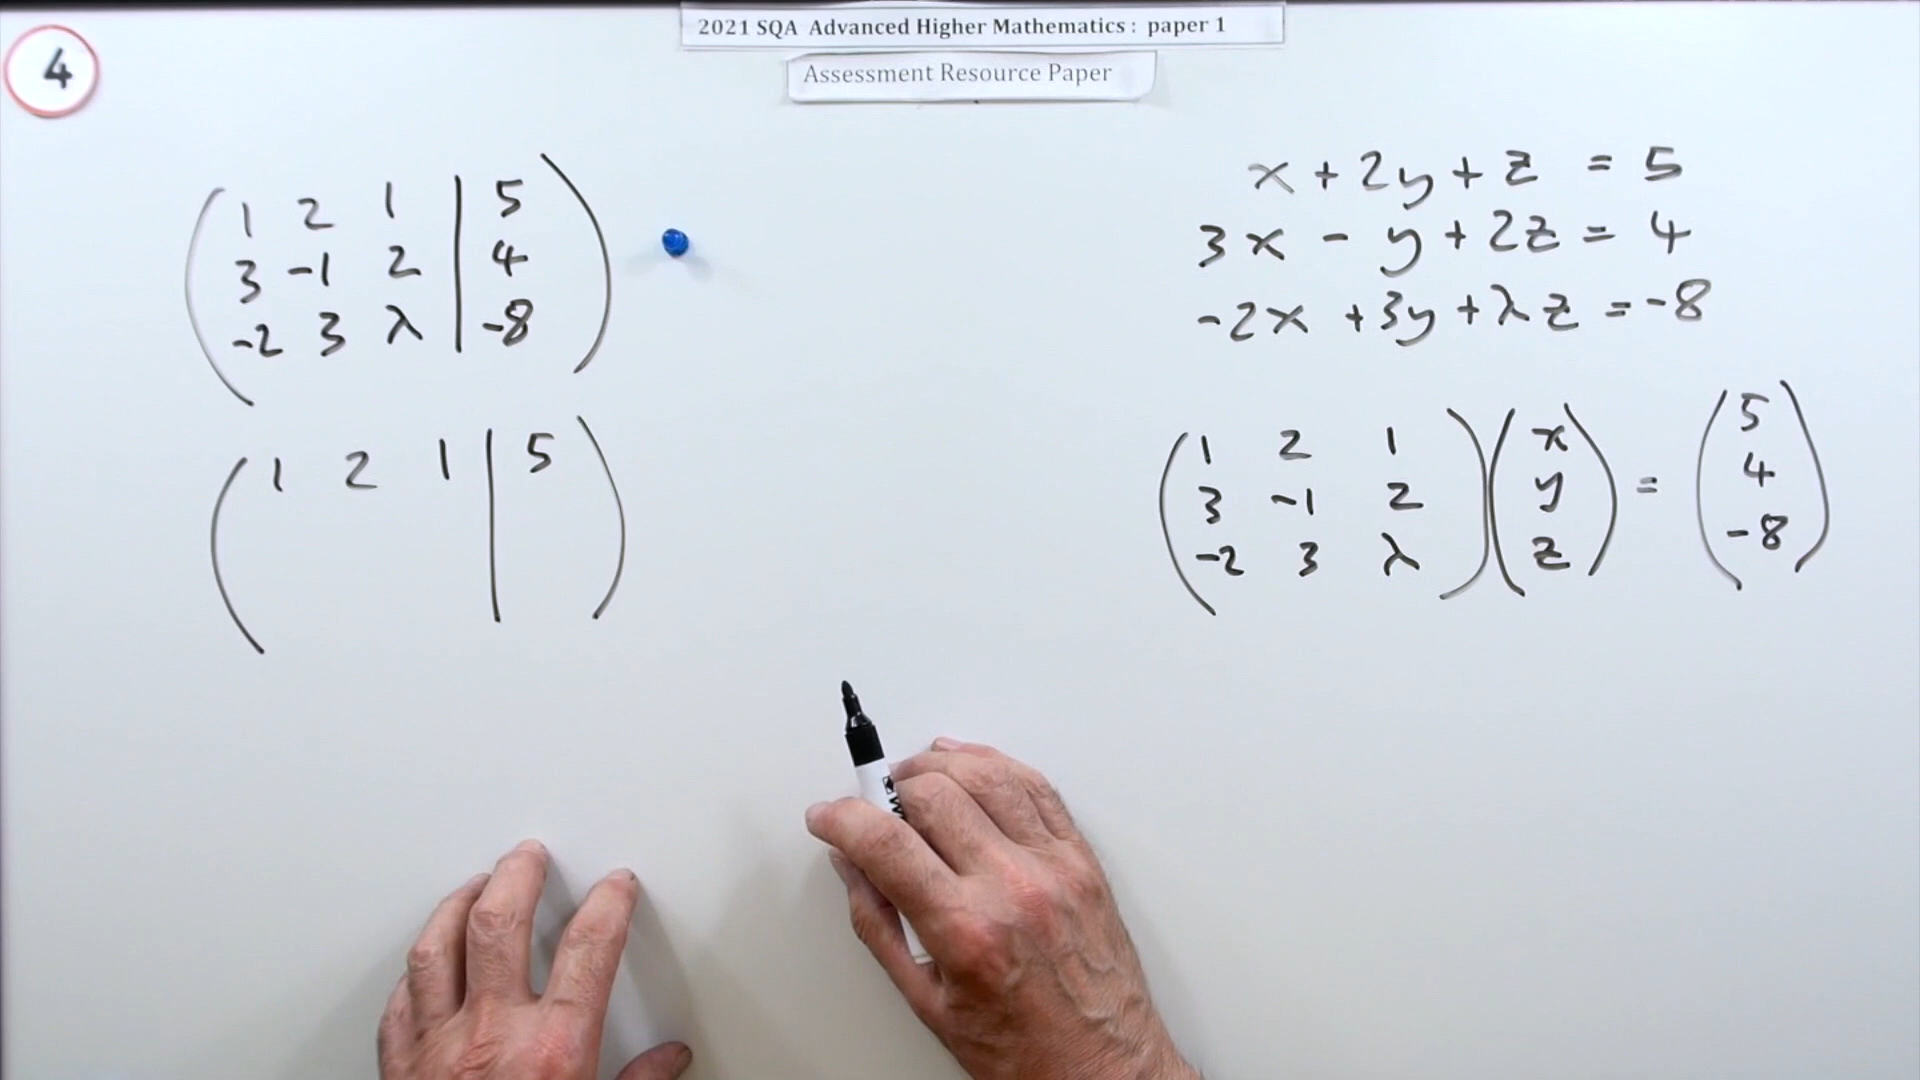 4
2021 SQA Advanced Higher Mathematics : paper 1
Assessment Resource Paper
1 2 1 | 5
3 -1 2 | 4
-2 3 λ | -8
1 2 1 | 5
x + 2y + z = 5
3x - y + 2z = 4
-2x + 3y + λz = -8
( 1 2 1 ) ( x ) = ( 5 )
( 3 -1 2 ) ( y ) = ( 4 )
( -2 3 λ ) ( z ) = ( -8 )